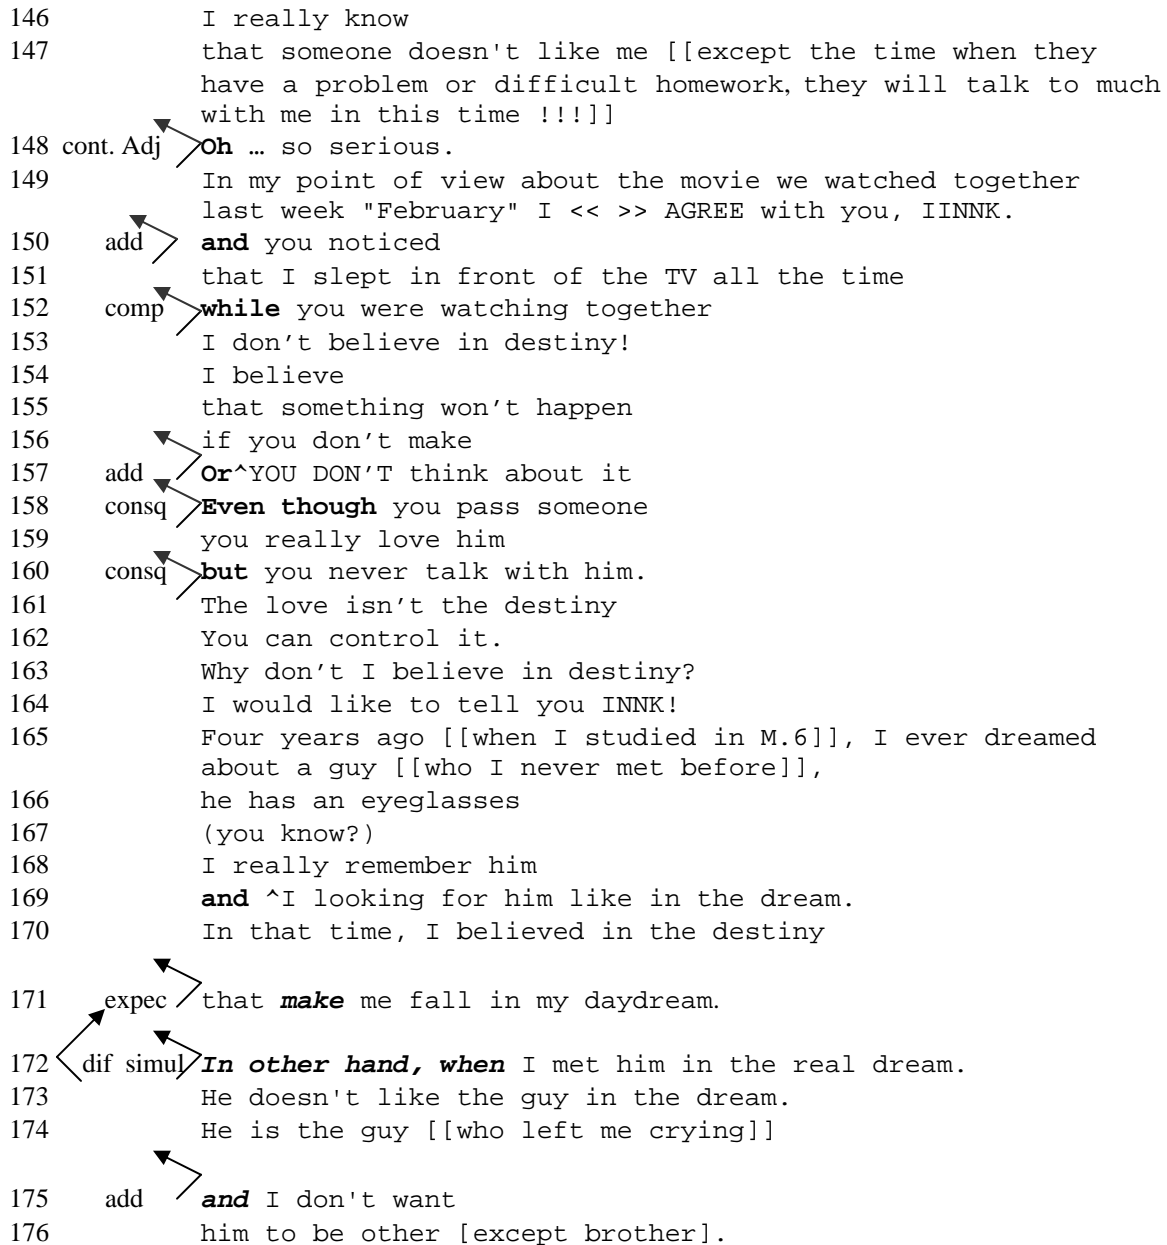 146 I really know
147 that someone doesn't like me [[except the time when they
have a problem or difficult homework, they will talk to much
with me in this time !!!]]
148 cont. Adj Oh … so serious.
149 In my point of view about the movie we watched together
last week "February" I << >> AGREE with you, IINNK.
150 add and you noticed
151 that I slept in front of the TV all the time
152 comp while you were watching together
153 I don’t believe in destiny!
154 I believe
155 that something won’t happen
156 if you don’t make
157 add Or^YOU DON’T think about it
158 consq Even though you pass someone
159 you really love him
160 consq but you never talk with him.
161 The love isn’t the destiny
162 You can control it.
163 Why don’t I believe in destiny?
164 I would like to tell you INNK!
165 Four years ago [[when I studied in M.6]], I ever dreamed
about a guy [[who I never met before]],
166 he has an eyeglasses
167 (you know?)
168 I really remember him
169 and ^I looking for him like in the dream.
170 In that time, I believed in the destiny
171 expec that make me fall in my daydream.
172 dif simul In other hand, when I met him in the real dream.
173 He doesn't like the guy in the dream.
174 He is the guy [[who left me crying]]
175 add and I don't want
176 him to be other [except brother].